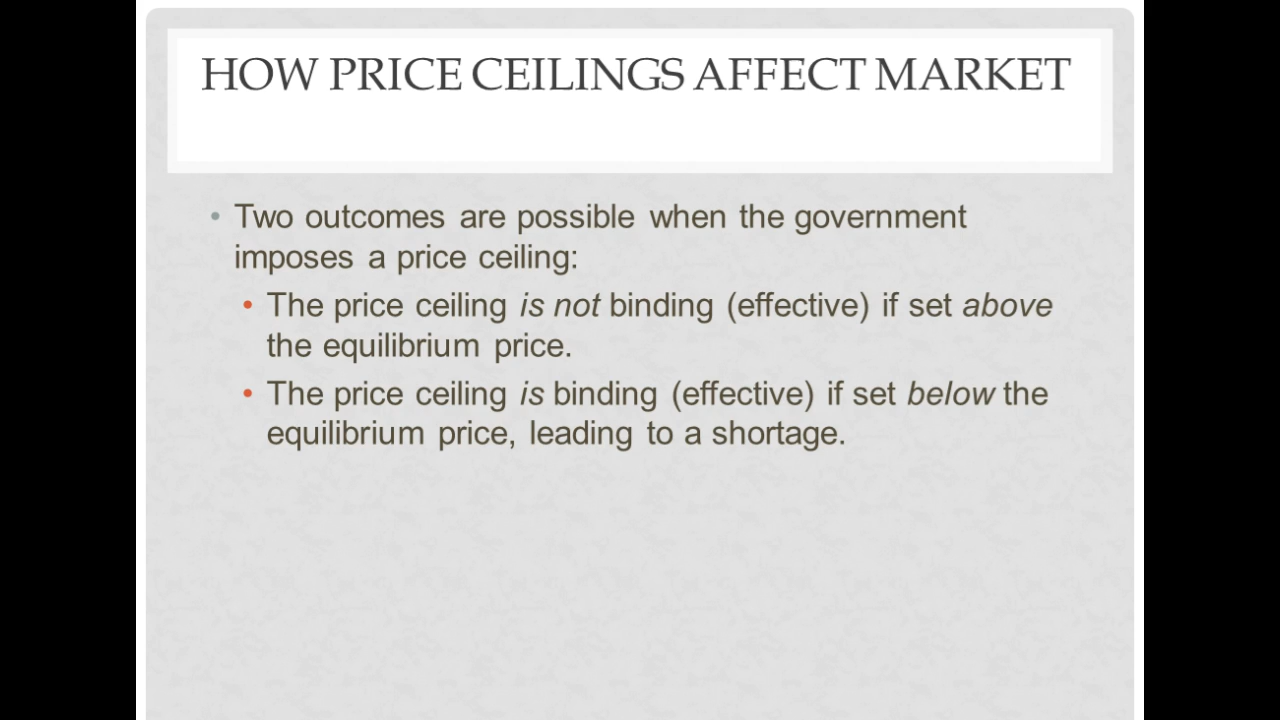 HOW PRICE CEILINGS AFFECT MARKET
• Two outcomes are possible when the government
imposes a price ceiling:
• The price ceiling is not binding (effective) if set above
the equilibrium price.
• The price ceiling is binding (effective) if set below the
equilibrium price, leading to a shortage.